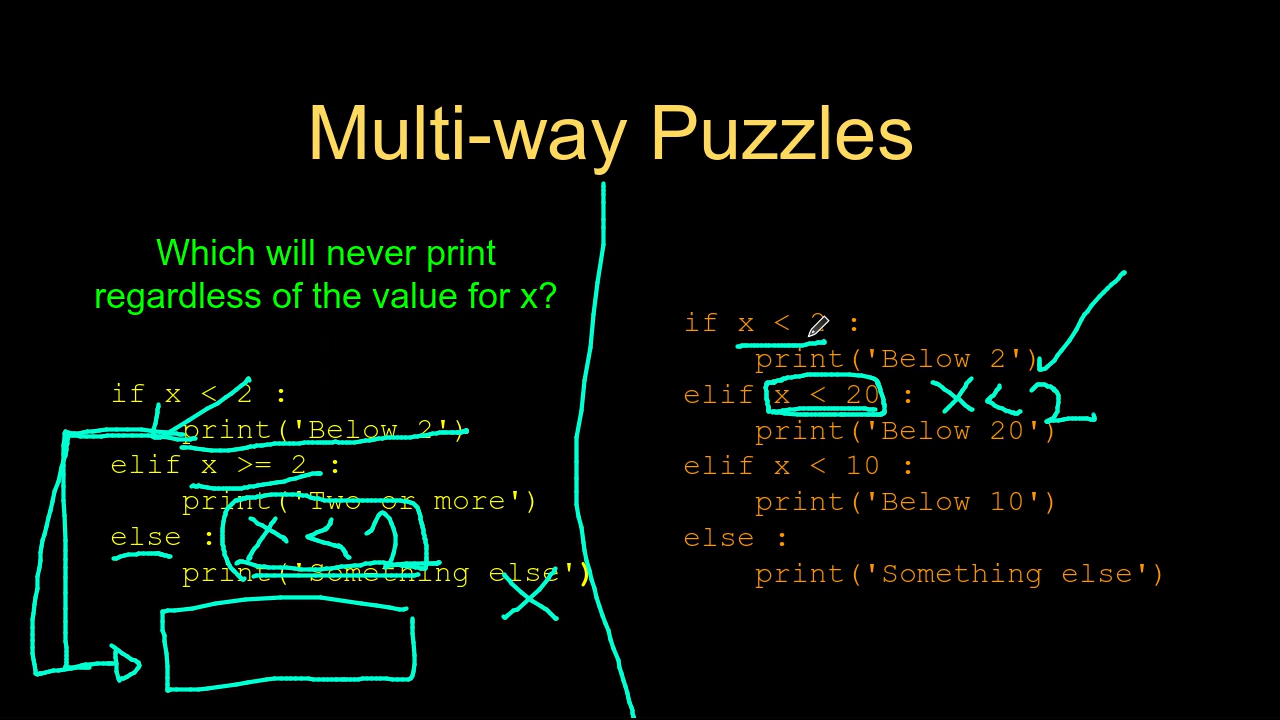 Multi-way Puzzles
Which will never print
regardless of the value for x?
if x < 2 :
print('Below 2')
elif x >= 2 :
print('Two or more')
else :
x < 2
print('Something else')
x
if x < 2 :
print('Below 2')
elif x < 20 : x < 2
print('Below 20')
elif x < 10 :
print('Below 10')
else :
print('Something else')